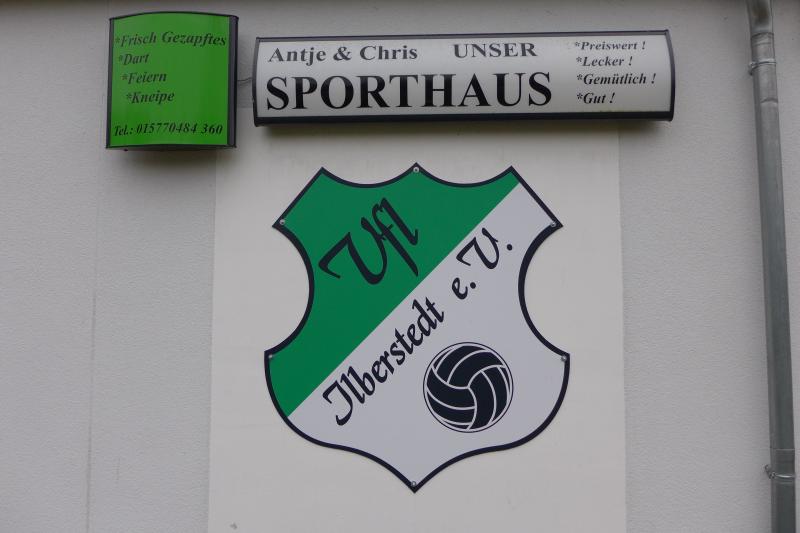 *Frisch Gezapftes
*Dart
*Feiern
*Kneipe
Tel.: 015770484 360
Antje & Chris UNSER
SPORTHAUS
*Preiswert !
*Lecker !
*Gemütlich !
*Gut !
Vfl
Ilberstedt e.V.